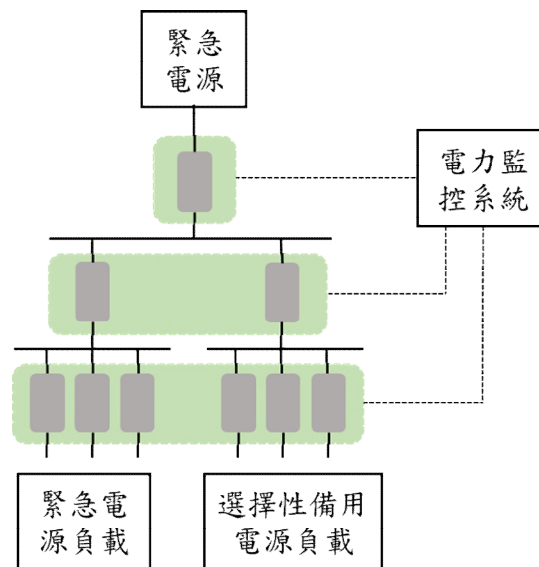 緊急
電源
電力監
控系統
緊急電
源負載
選擇性備用
電源負載